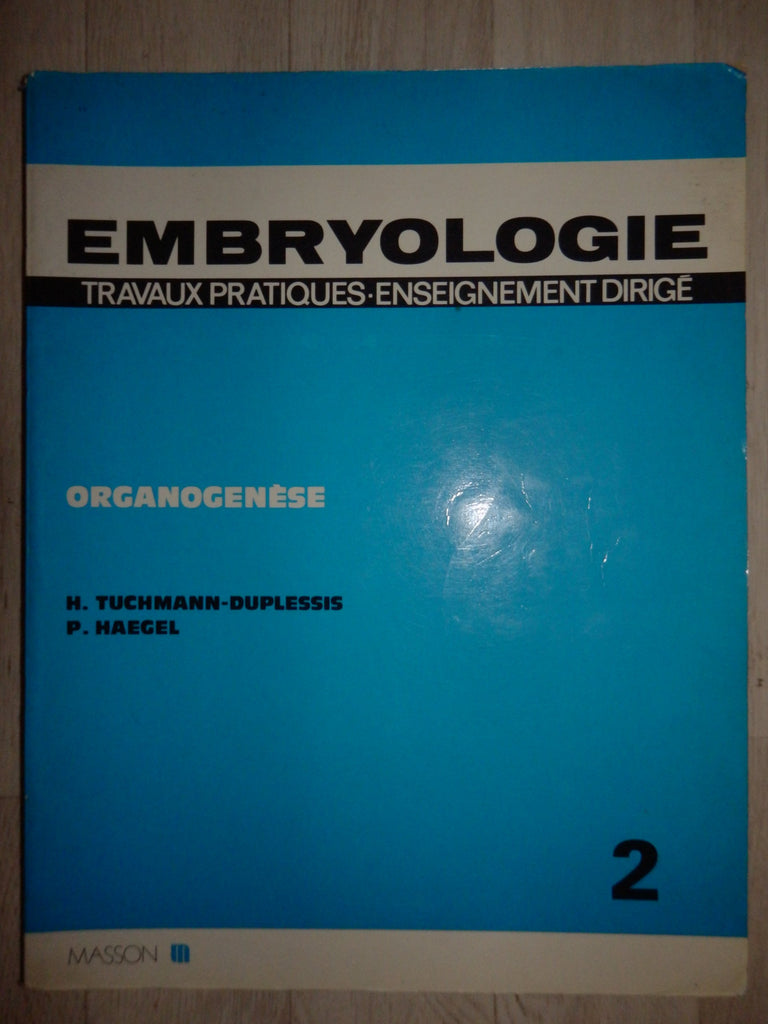 EMBRYOLOGIE
TRAVAUX PRATIQUES·ENSEIGNEMENT DIRIGÉ
ORGANOGENÈSE
H. TUCHMANN-DUPLESSIS
P. HAEGEL
2
MASSON m